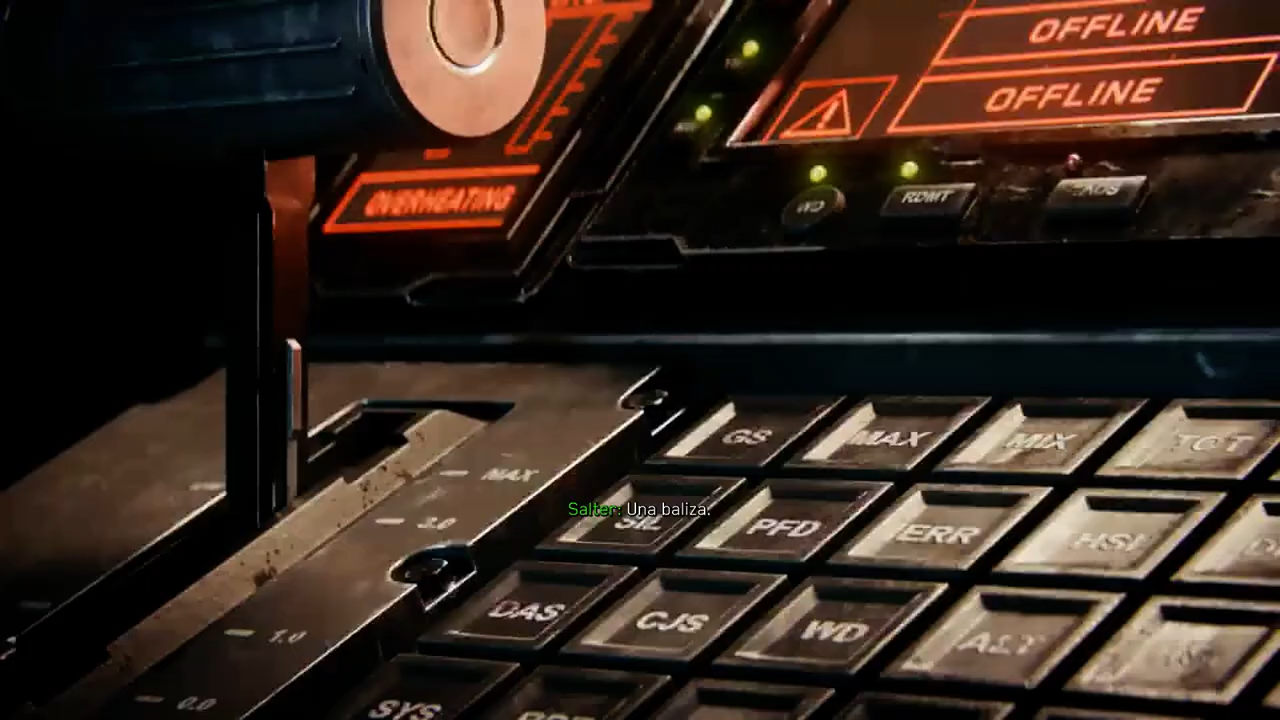 OFFLINE
OFFLINE
OVERHEATING
WD
RDMT
GS
MAX
MIX
TCT
MAX
Salter: Una baliza.
SIL
PFD
ERR
HSI
3.0
DAS
CJS
WD
ALT
1.0
SYS
0.0